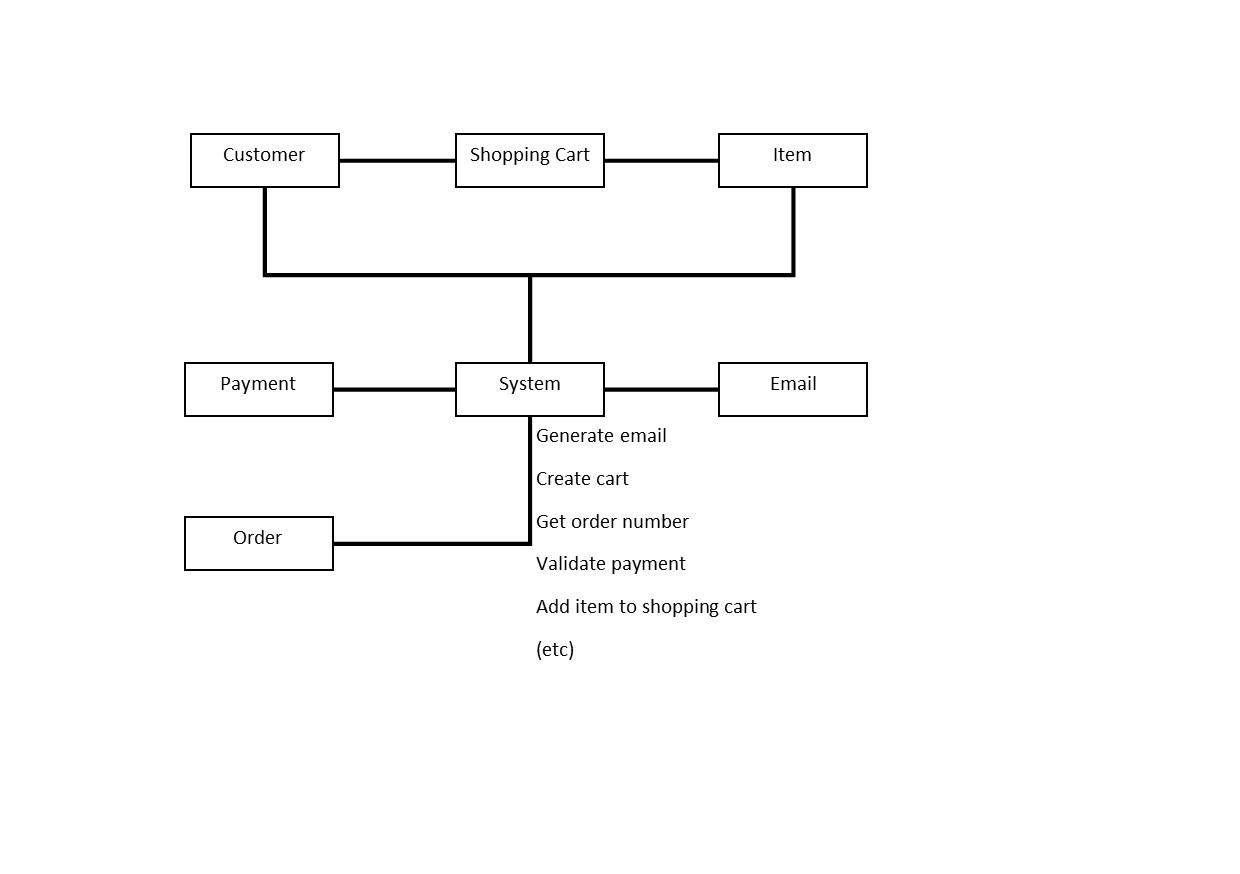 Customer
Shopping Cart
Item
Payment
System
Email
Generate email
Create cart
Get order number
Order
Validate payment
Add item to shopping cart
(etc)